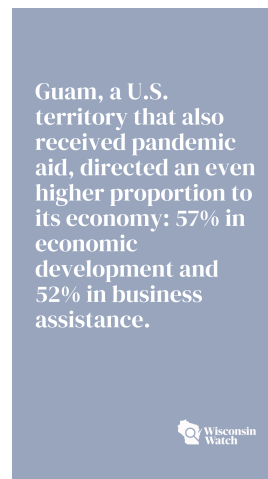 Guam, a U.S.
territory that also
received pandemic
aid, directed an even
higher proportion to
its economy: 57% in
economic
development and
52% in business
assistance.
Wisconsin
Watch